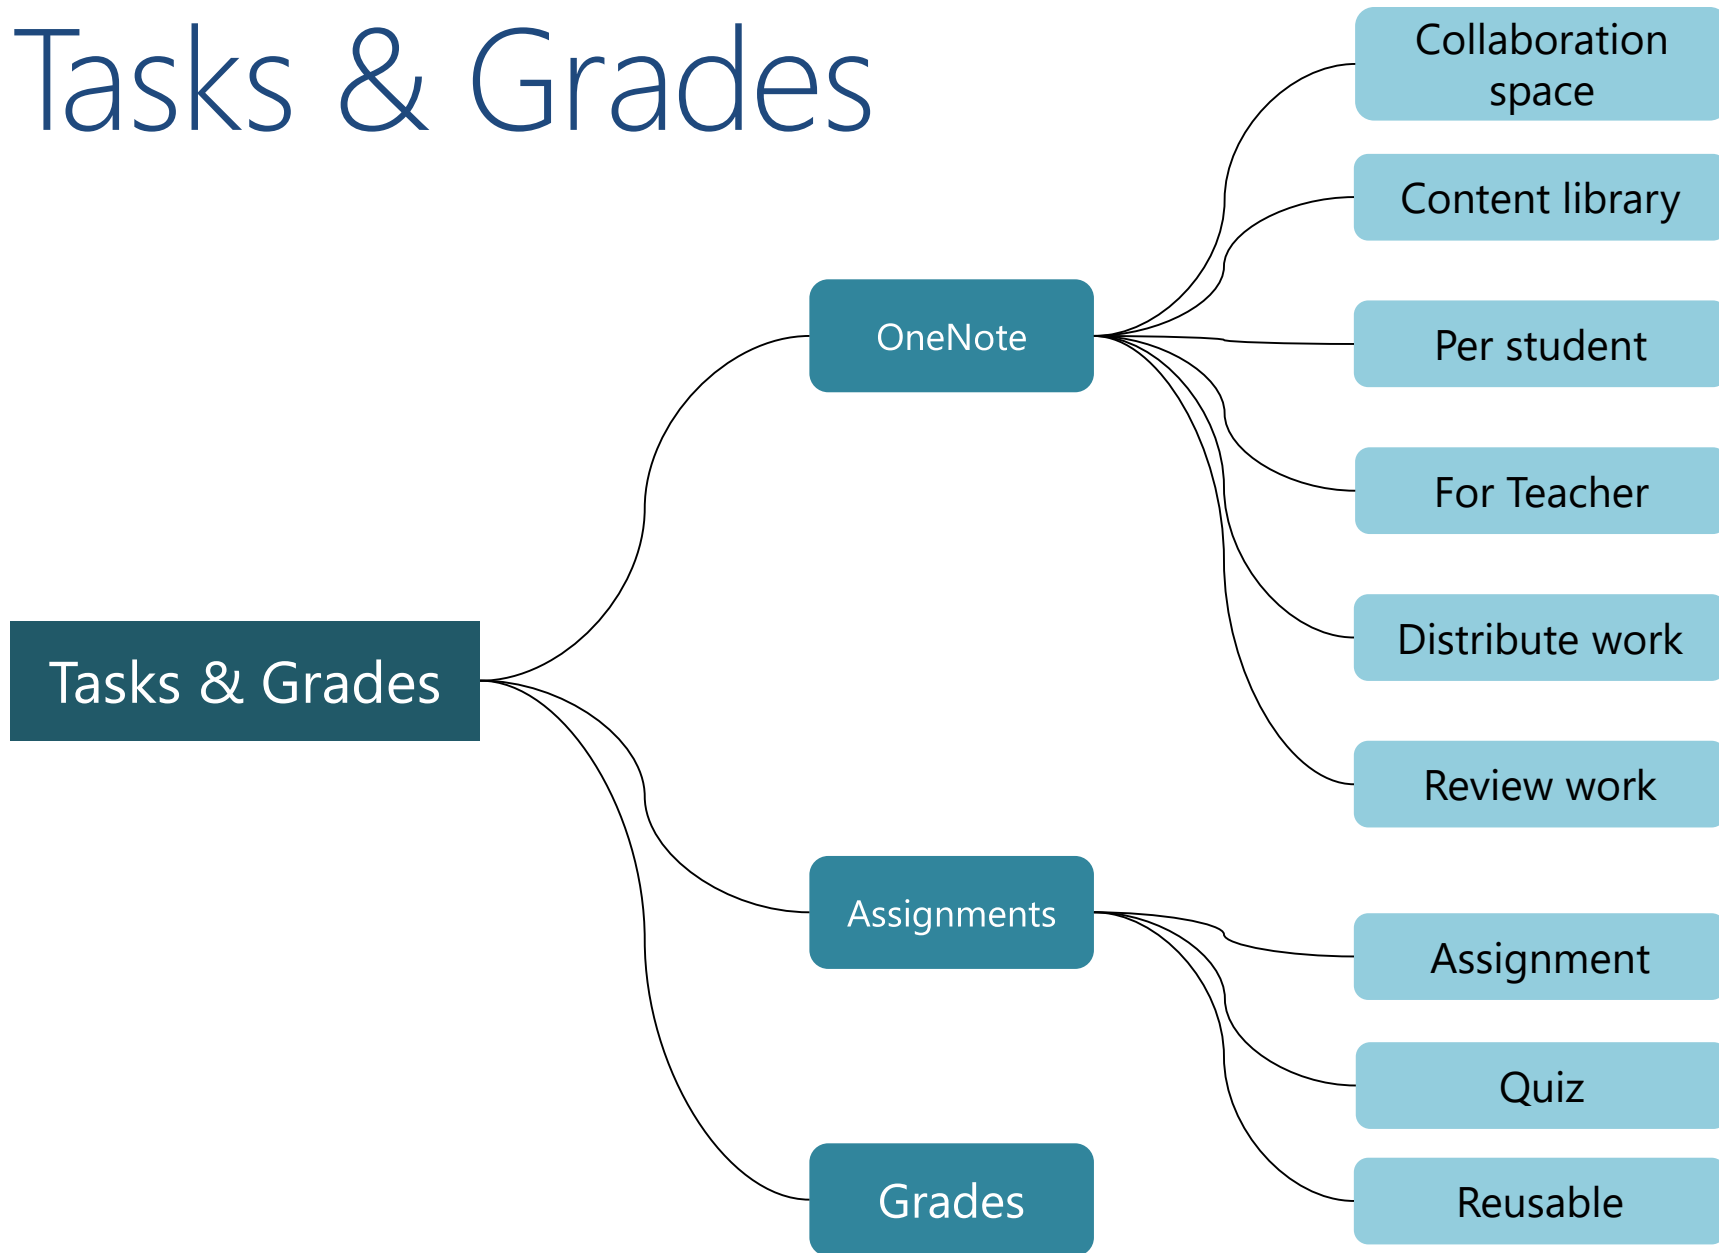 Tasks & Grades
Tasks & Grades
OneNote
Collaboration
space
Content library
Per student
For Teacher
Distribute work
Review work
Assignments
Assignment
Quiz
Reusable
Grades